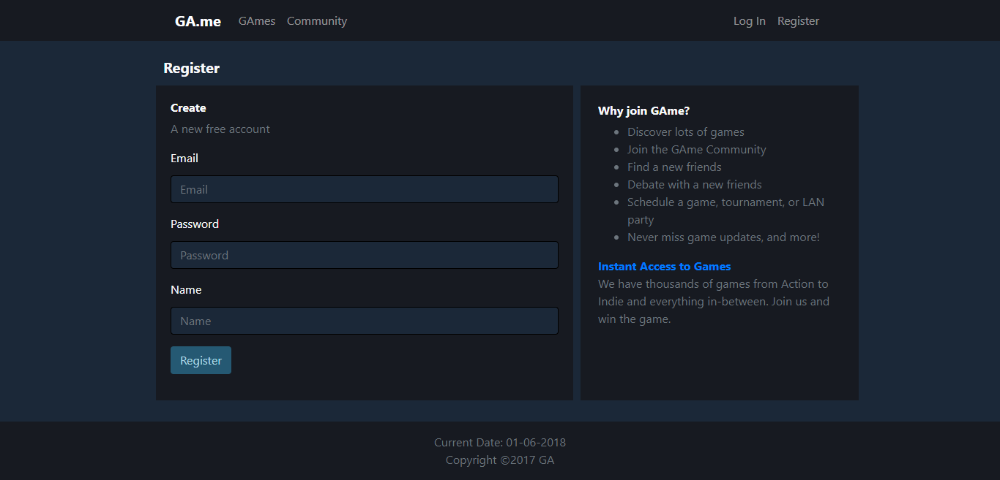 GA.me GAmes Community Log In Register
Register
Create
A new free account
Email
Email
Password
Password
Name
Name
Register
Why join GAme?
Discover lots of games
Join the GAme Community
Find a new friends
Debate with a new friends
Schedule a game, tournament, or LAN
party
Never miss game updates, and more!
Instant Access to Games
We have thousands of games from Action to
Indie and everything in-between. Join us and
win the game.
Current Date: 01-06-2018
Copyright ©2017 GA